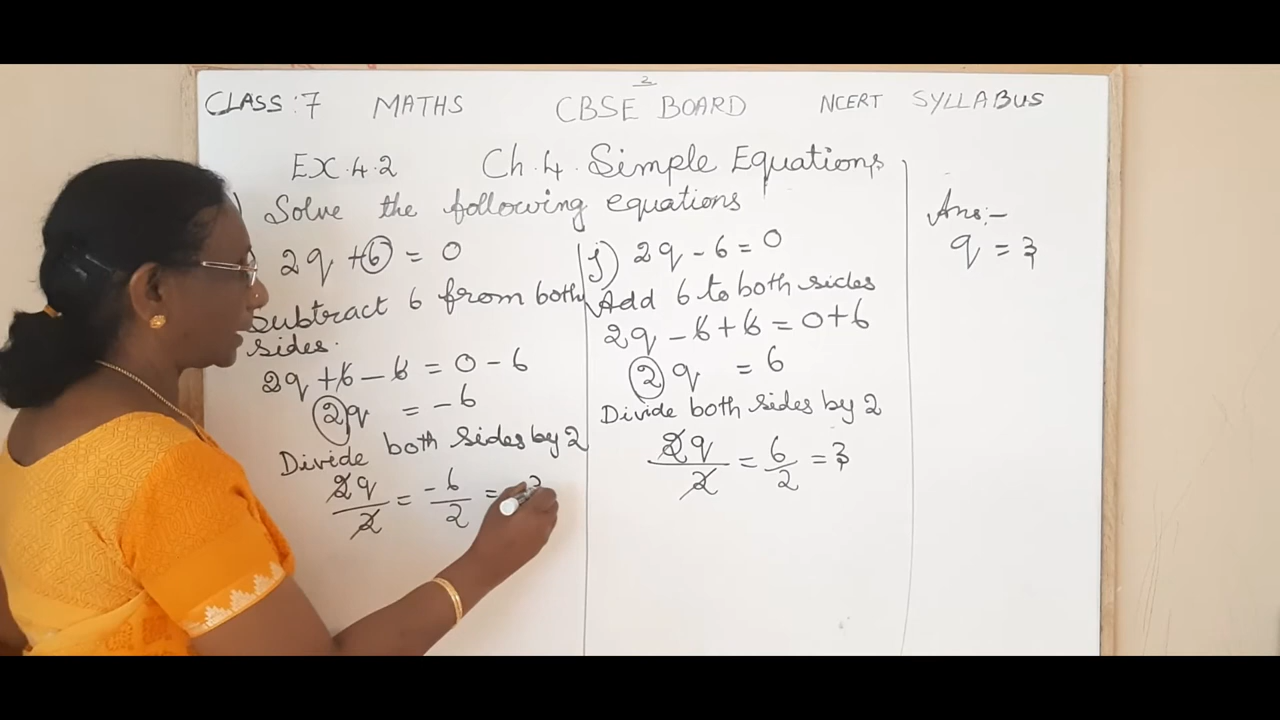 2
CLASS : 7 MATHS CBSE BOARD NCERT SYLLABUS
EX.4.2 Ch.4. Simple Equations
) Solve the following equations
2q + 6 = 0
Subtract 6 from both
sides.
2q + 6 - 6 = 0 - 6
2q = -6
Divide both sides by 2
2q/2 = -6/2 =
j) 2q - 6 = 0
Add 6 to both sides
2q - 6 + 6 = 0 + 6
2q = 6
Divide both sides by 2
2q/2 = 6/2 = 3
Ans:-
q = 3